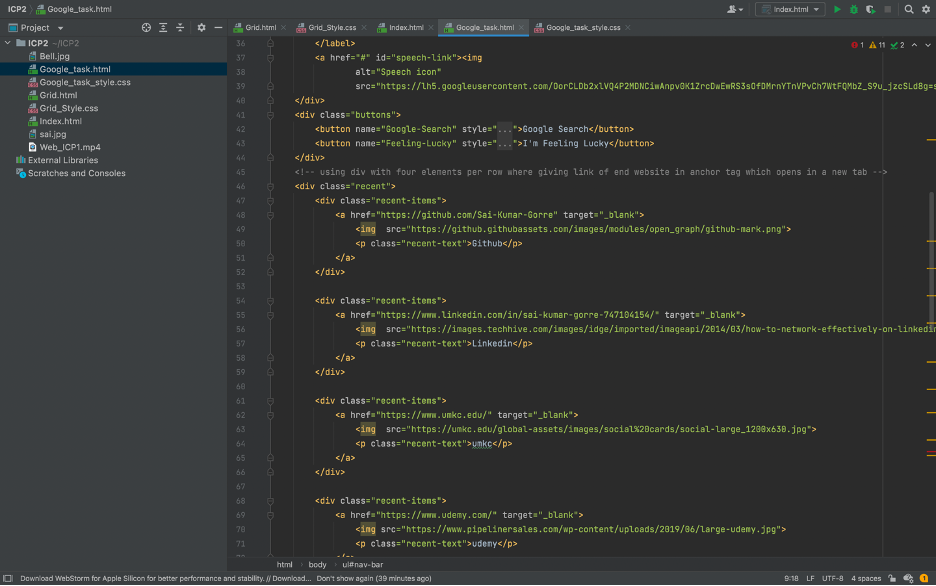 ICP2 Google_task.html
Index.html
Project
Grid.html Grid_Style.css Index.html Google_task.html Google_task_style.css
ICP2 ~/ICP2
Bell.jpg
Google_task.html
Google_task_style.css
Grid.html
Grid_Style.css
Index.html
sai.jpg
Web_ICP1.mp4
External Libraries
Scratches and Consoles
1 11 2
36 </label>
37 <a href="#" id="speech-link"><img
38 alt="Speech icon"
39 src="https://lh5.googleusercontent.com/
40 </div>
41 <div class="buttons">
42 <button name="Google-Search" style="...">Google Search</button>
43 <button name="Feeling-Lucky" style="...">I'm Feeling Lucky</button>
44 </div>
45 <!-- using div with four elements per row where giving link of end website in anchor tag which opens in a new tab -->
46 <div class="recent">
47 <div class="recent-items">
48 <a href="https://github.com/Sai-Kumar-Gorre" target="_blank">
49 <img src="https://github.githubassets.com/images/modules/open_graph/github-mark.png">
50 <p class="recent-text">Github</p>
51 </a>
52 </div>
53
54 <div class="recent-items">
55 <a href="https://www.linkedin.com/in/sai-kumar-gorre-747104154/" target="_blank">
56 <img src="https://images.techhive.com/images/idge/imported/imageapi/2014/03/how-to-network-effectively-on-linkedin
57 <p class="recent-text">Linkedin</p>
58 </a>
59 </div>
60
61 <div class="recent-items">
62 <a href="https://www.umkc.edu/" target="_blank">
63 <img src="https://umkc.edu/global-assets/images/social%20cards/social-large_1200x630.jpg">
64 <p class="recent-text">umkc</p>
65 </a>
66 </div>
67
68 <div class="recent-items">
69 <a href="https://www.udemy.com/" target="_blank">
70 <img src="https://www.pipelinersales.com/wp-content/uploads/2019/06/large-udemy.jpg">
71 <p class="recent-text">udemy</p>
html body ul#nav-bar
Download WebStorm for Apple Silicon for better performance and stability. // Download... Don't show again (39 minutes ago) 9:18 LF UTF-8 4 spaces